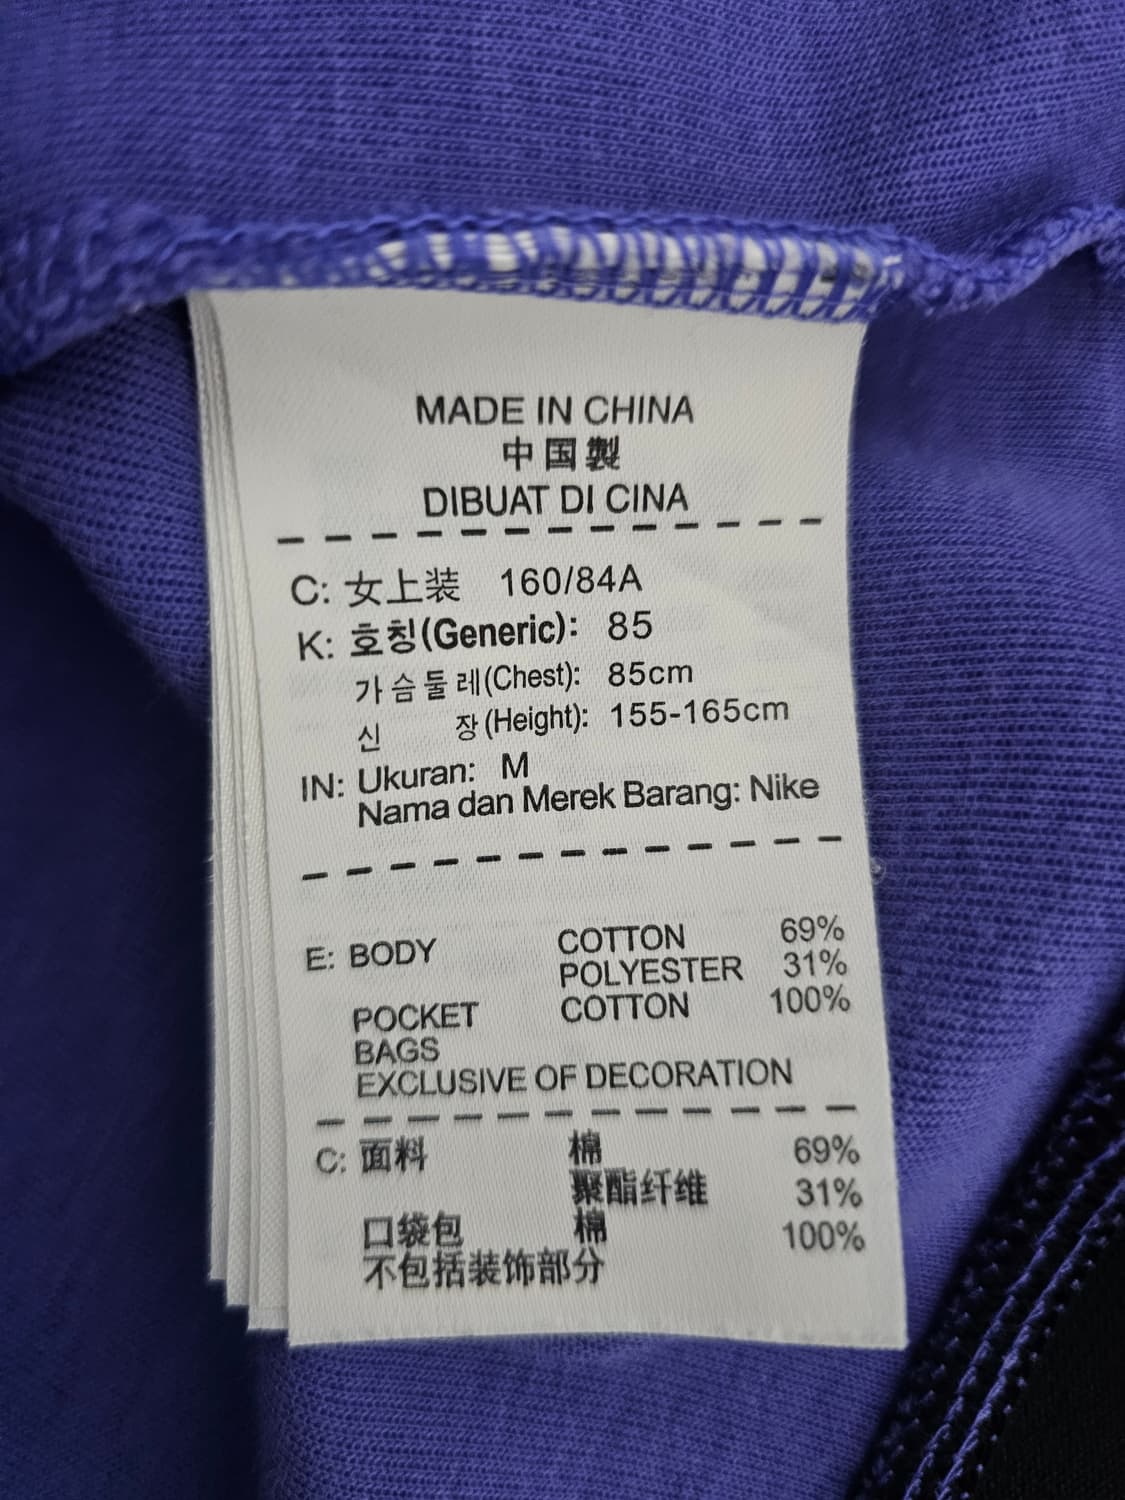 MADE IN CHINA
中国製
DIBUAT DI CINA
C: 女上装 160/84A
K: 호칭(Generic): 85
가슴둘레(Chest): 85cm
신 장(Height): 155-165cm
IN: Ukuran: M
Nama dan Merek Barang: Nike
E: BODY COTTON 69%
POLYESTER 31%
POCKET COTTON 100%
BAGS
EXCLUSIVE OF DECORATION
C: 面料 棉 69%
聚酯纤维 31%
口袋包 棉 100%
不包括装饰部分